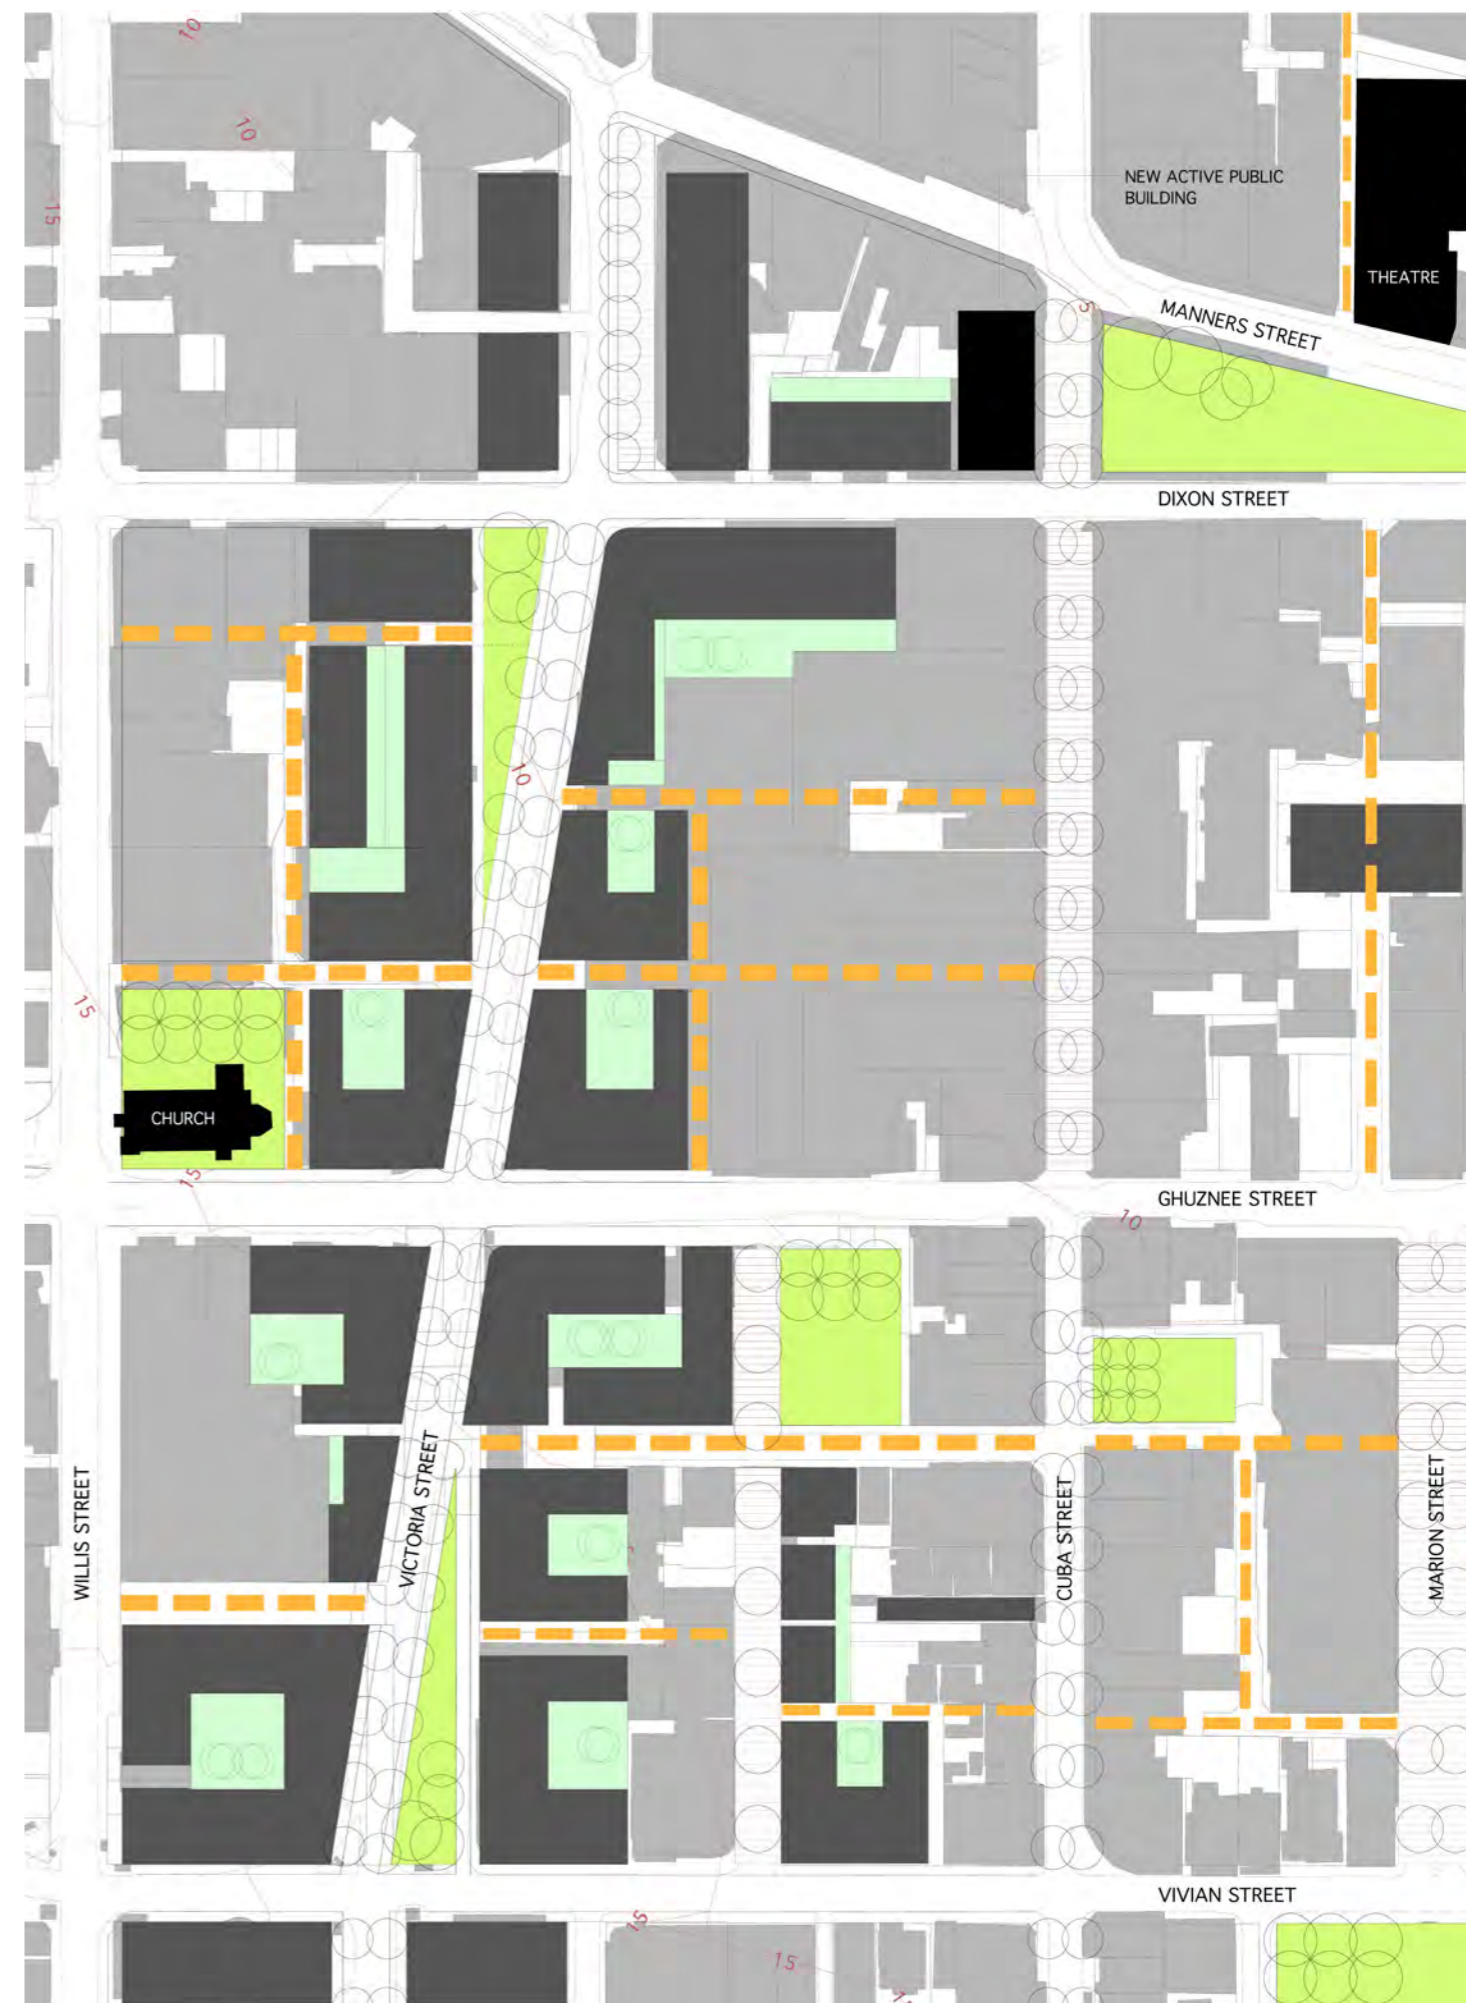 10
10
15
NEW ACTIVE PUBLIC
BUILDING
THEATRE
5
MANNERS STREET
DIXON STREET
10
15
CHURCH
15
GHUZNEE STREET
10
WILLIS STREET
VICTORIA STREET
CUBA STREET
MARION STREET
VIVIAN STREET
15
15